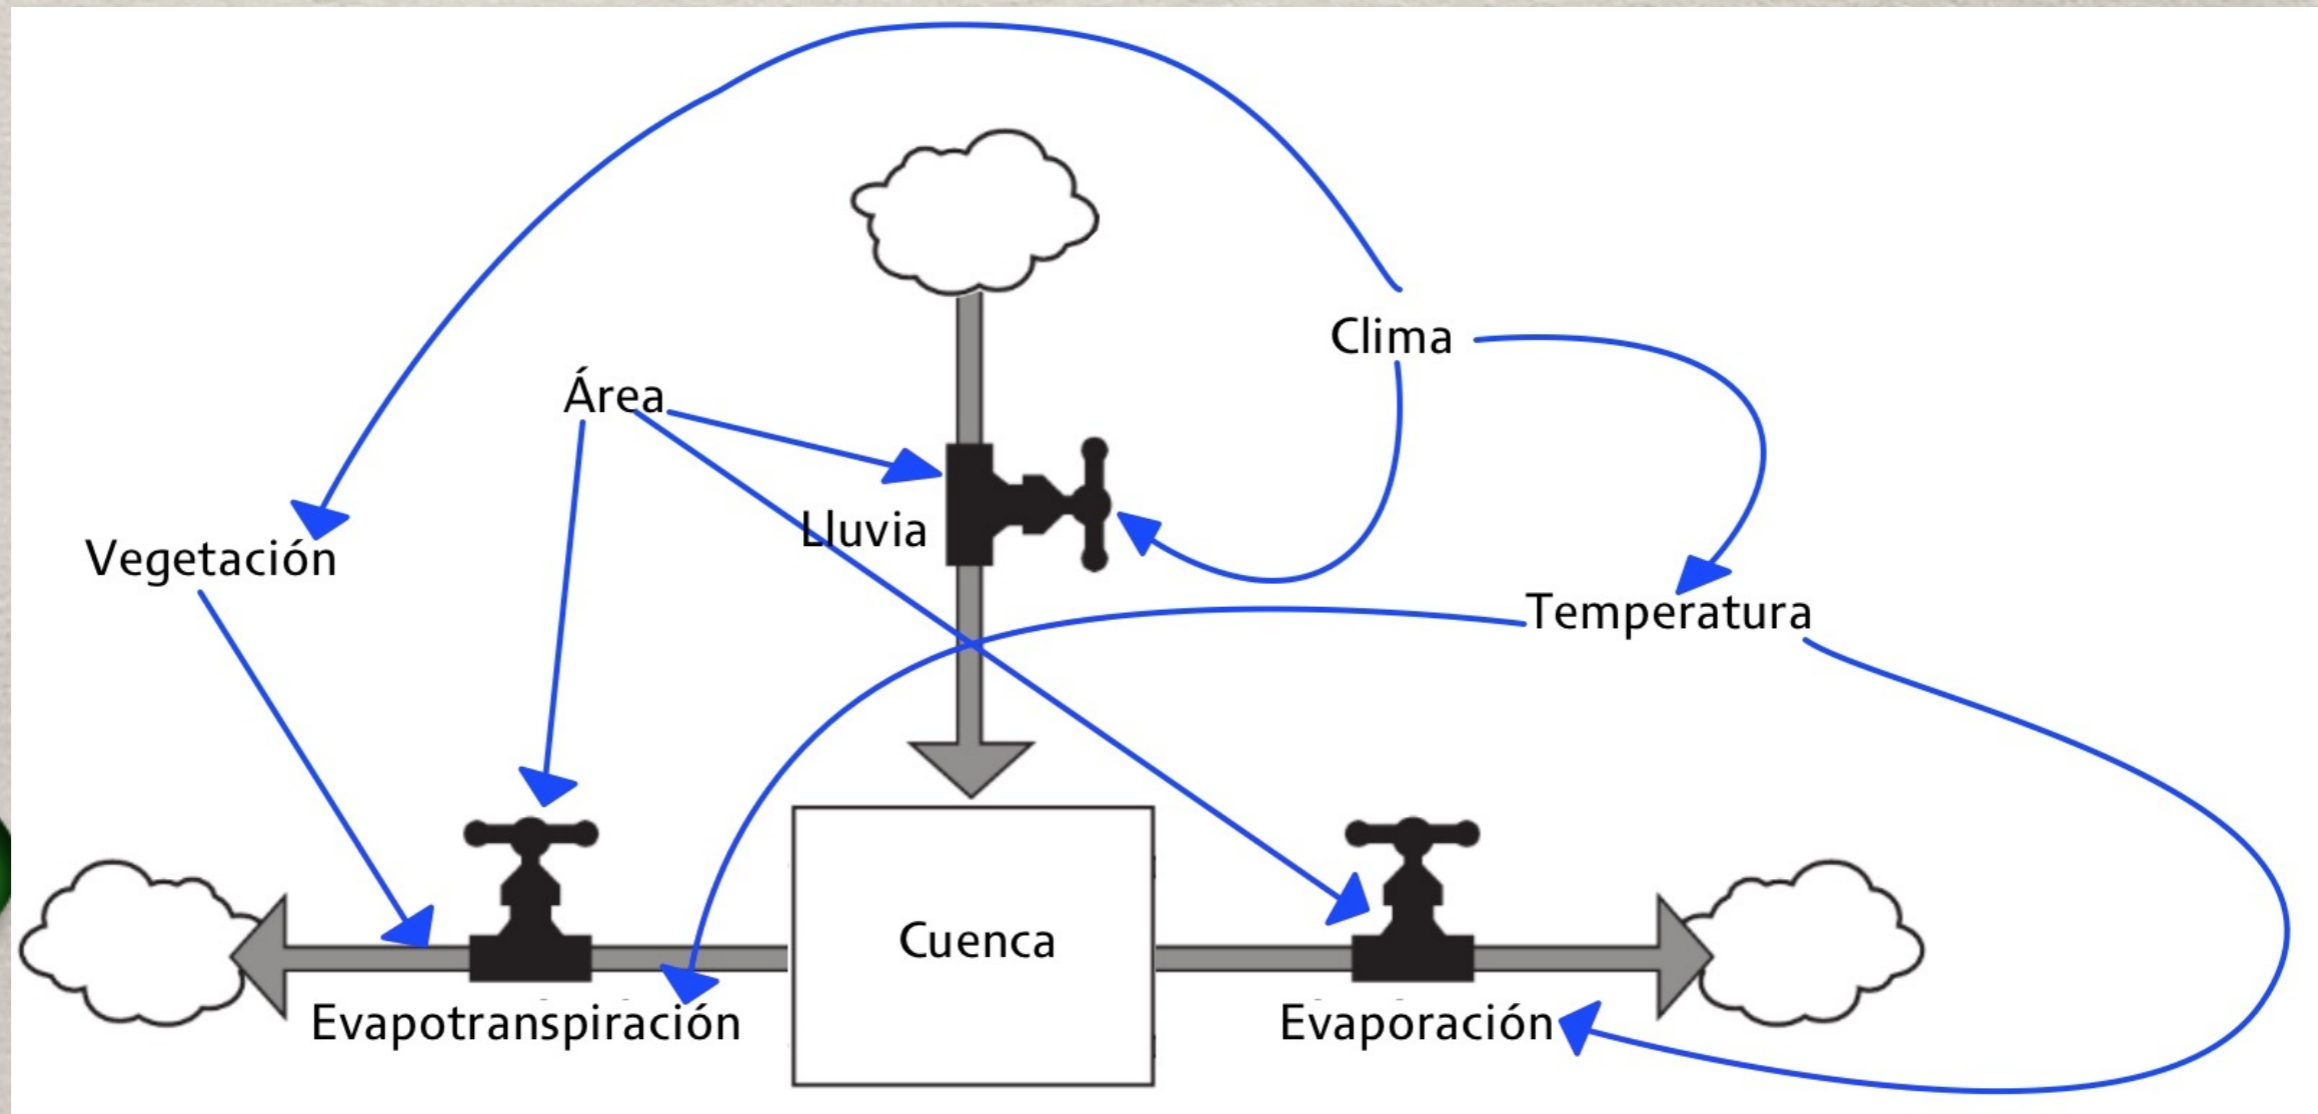 Clima
Área
Lluvia
Vegetación
Temperatura
Cuenca
Evapotranspiración
Evaporación